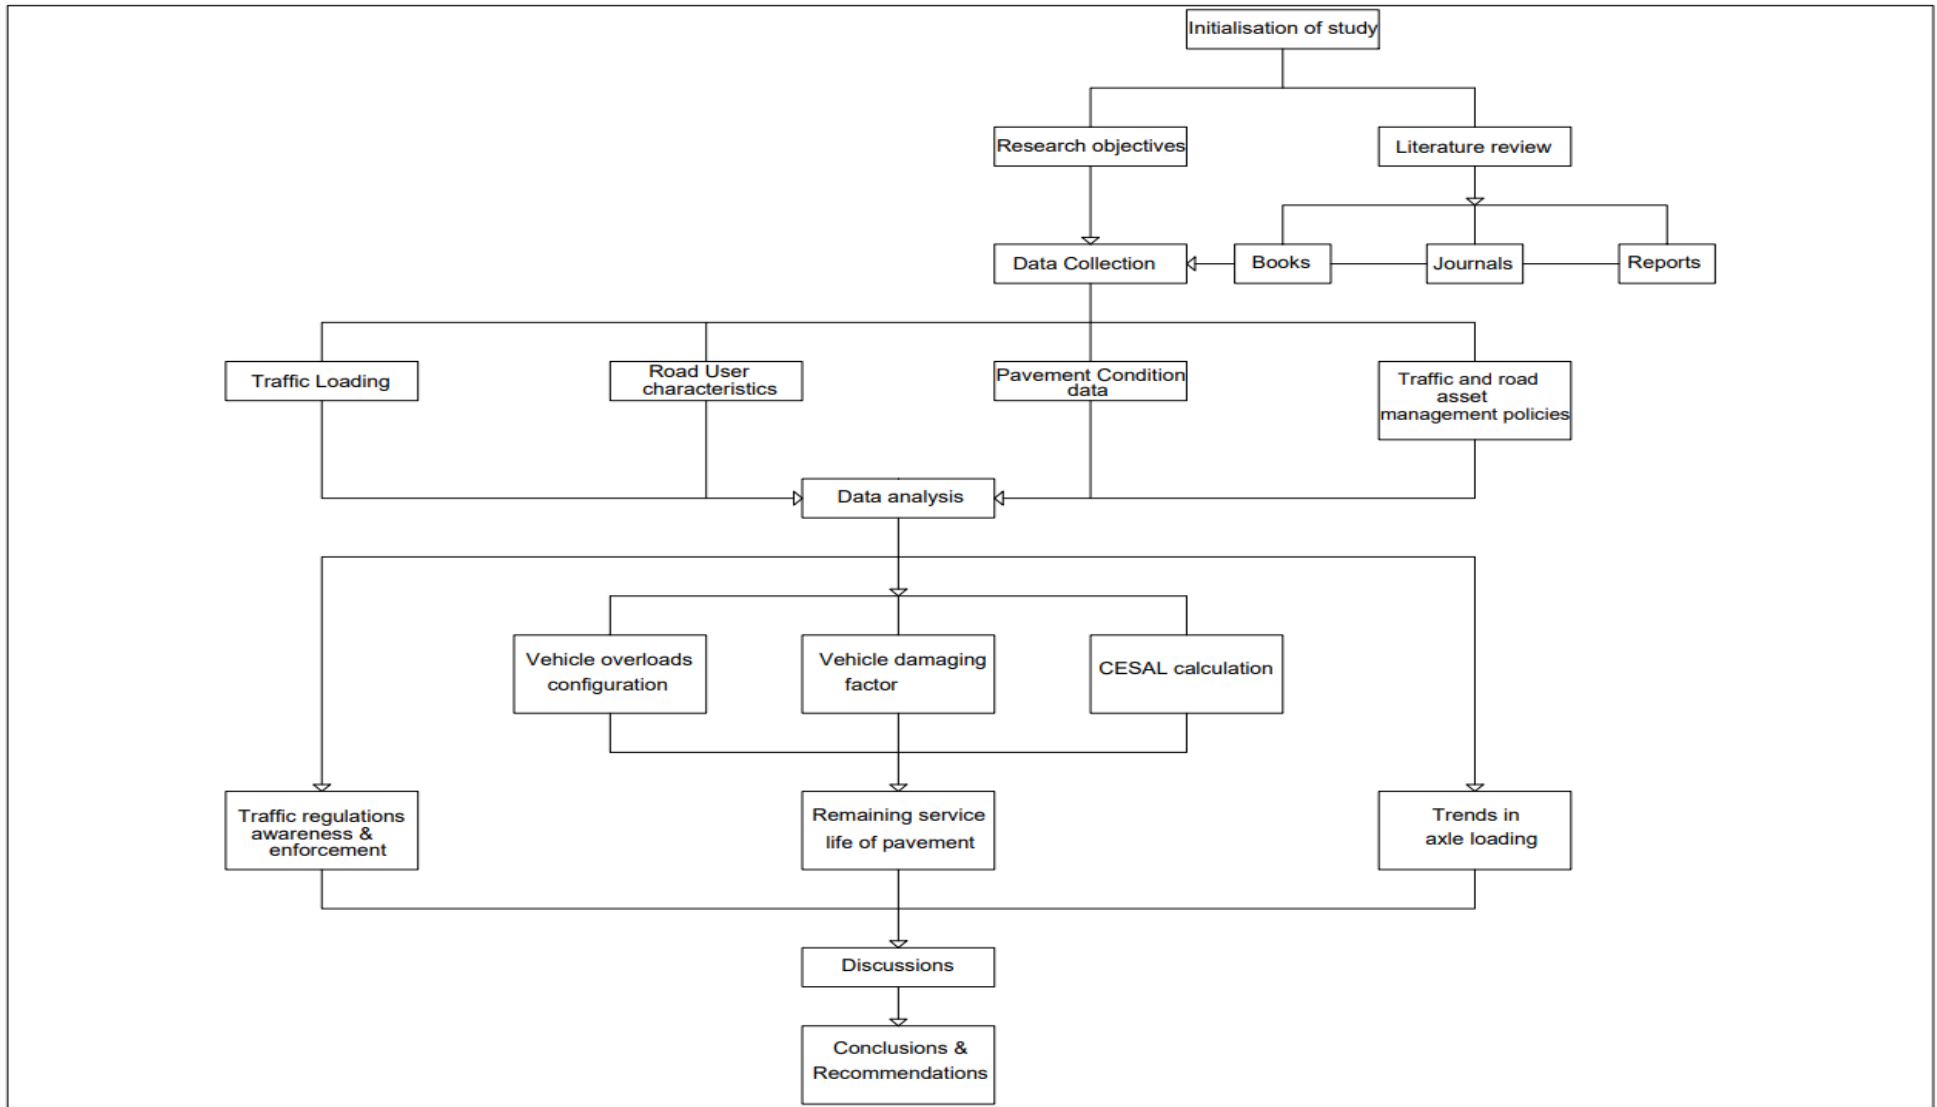 Initialisation of study
Research objectives
Literature review
Data Collection
Books
Journals
Reports
Traffic Loading
Road User
characteristics
Pavement Condition
data
Traffic and road
asset
management policies
Data analysis
Vehicle overloads
configuration
Vehicle damaging
factor
CESAL calculation
Traffic regulations
awareness &
enforcement
Remaining service
life of pavement
Trends in
axle loading
Discussions
Conclusions &
Recommendations